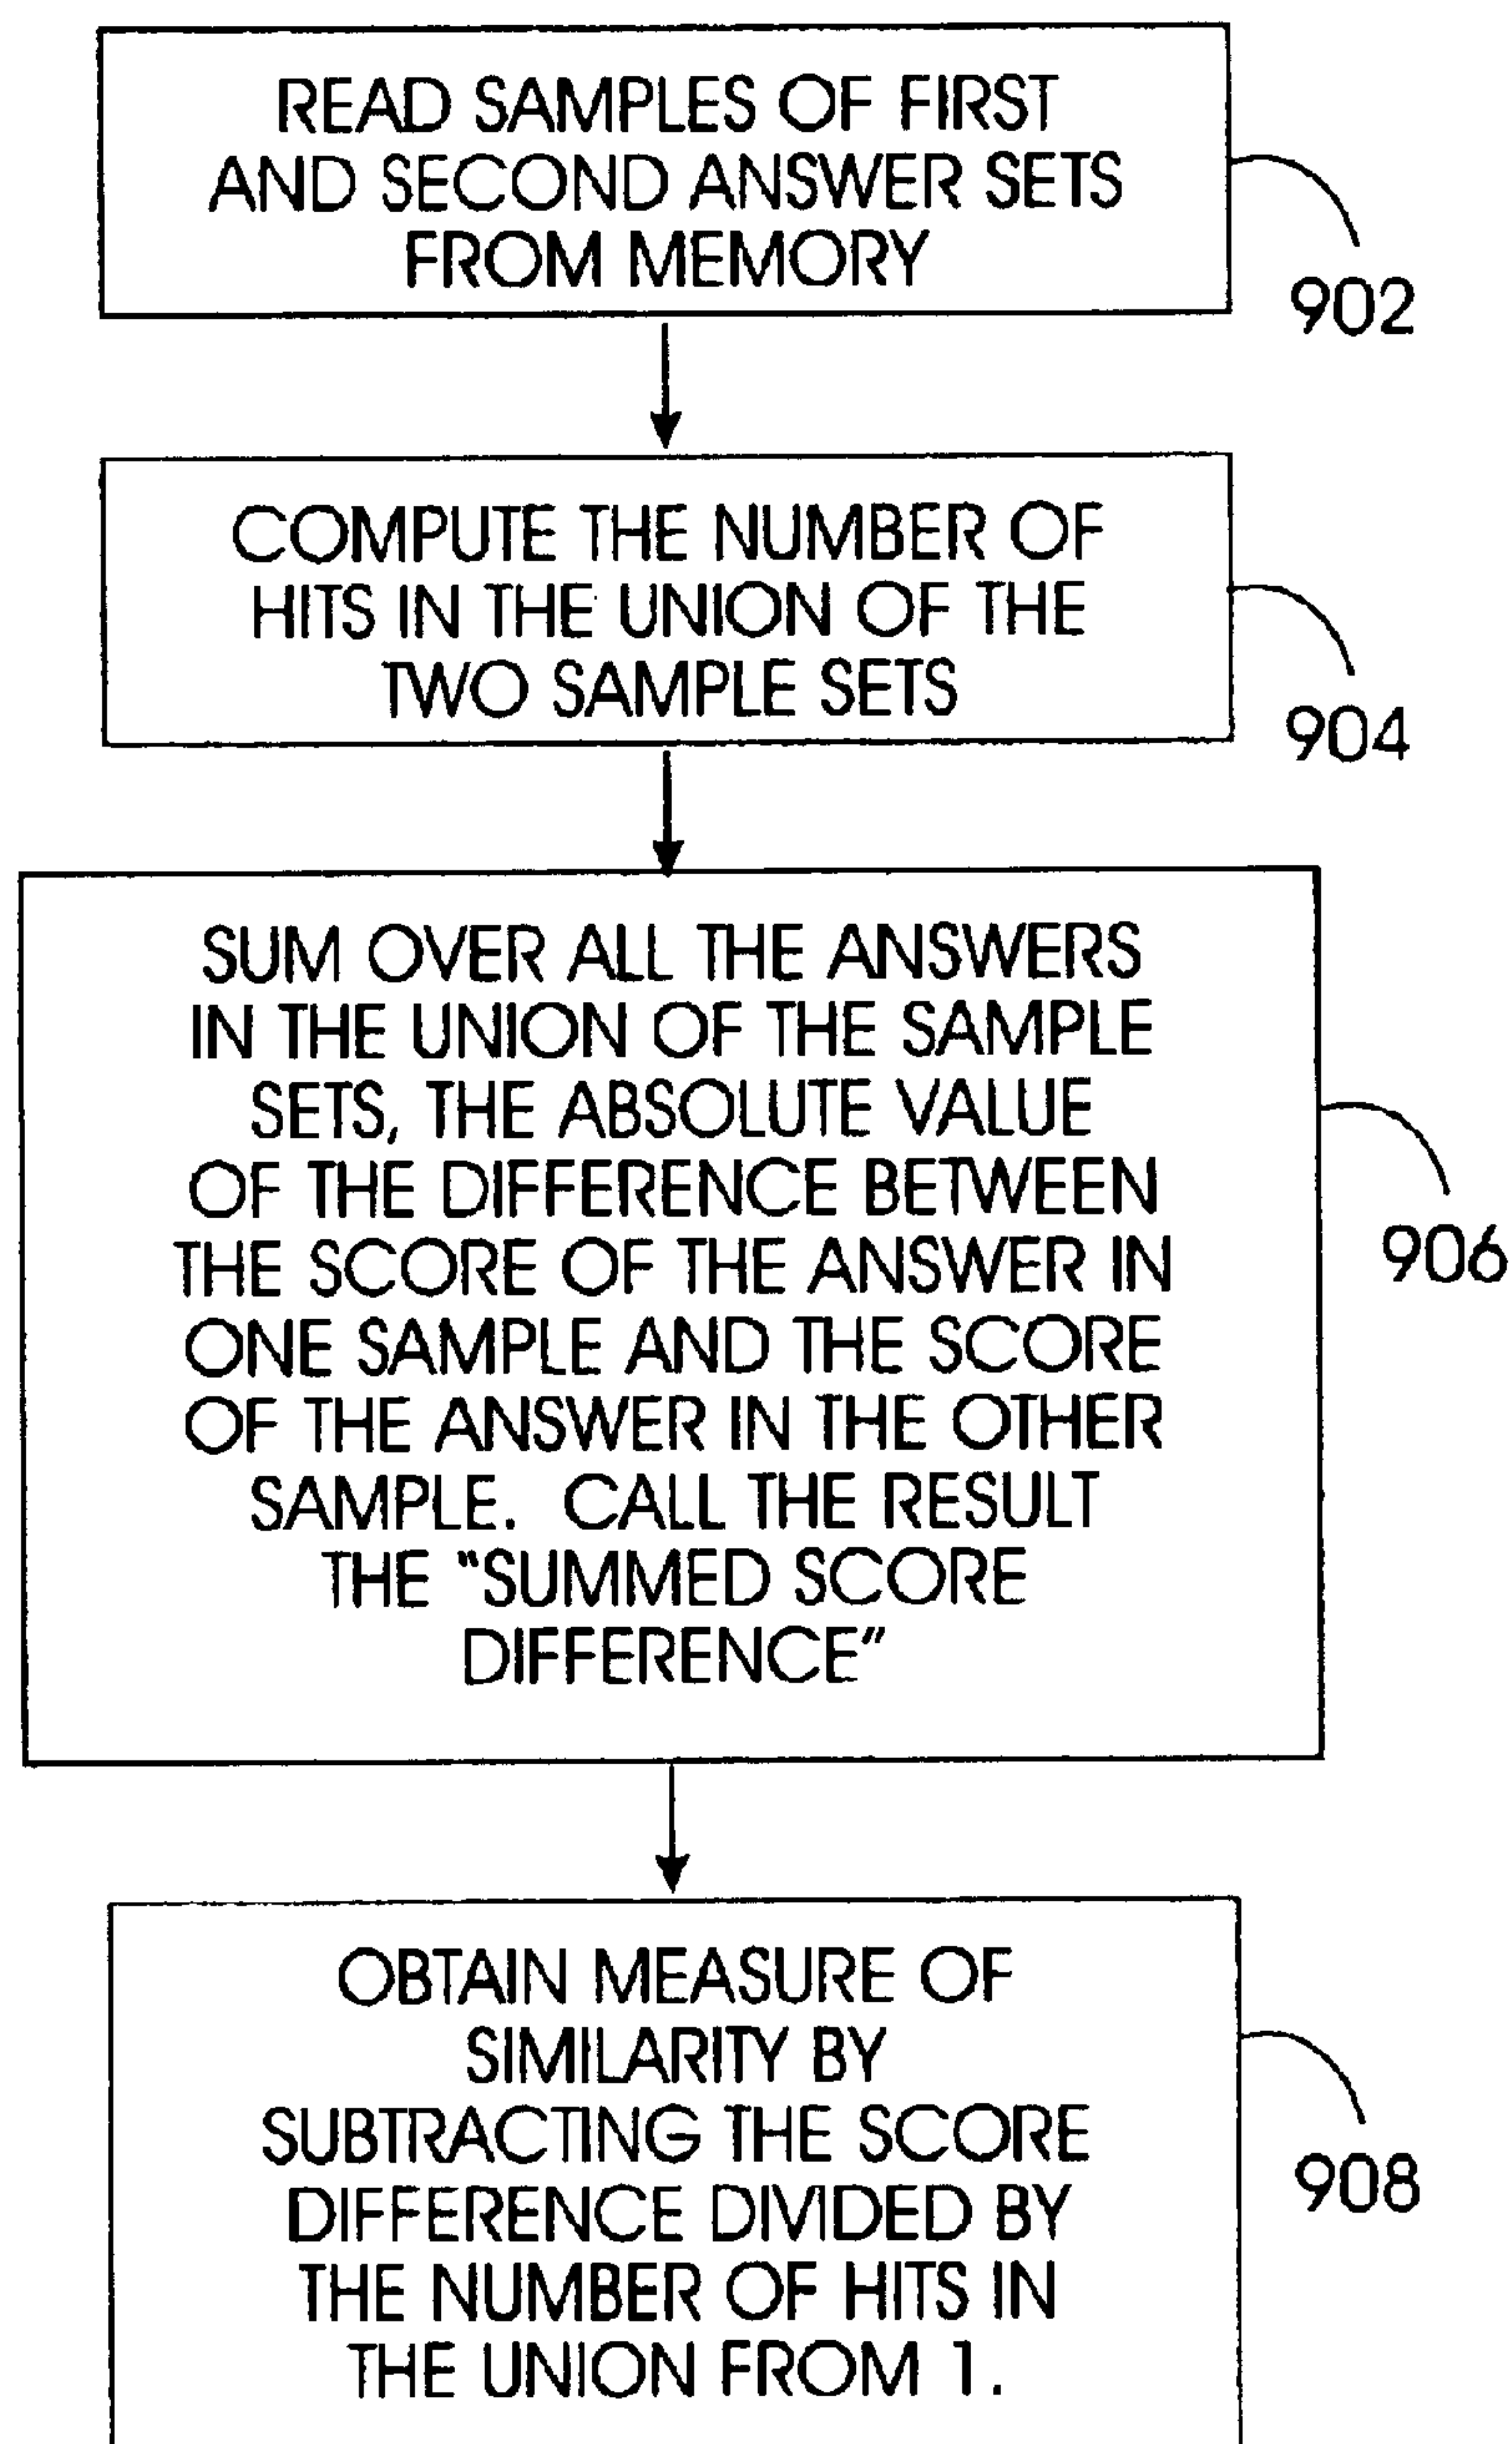 READ SAMPLES OF FIRST
AND SECOND ANSWER SETS
FROM MEMORY
902
COMPUTE THE NUMBER OF
HITS IN THE UNION OF THE
TWO SAMPLE SETS
904
SUM OVER ALL THE ANSWERS
IN THE UNION OF THE SAMPLE
SETS, THE ABSOLUTE VALUE
OF THE DIFFERENCE BETWEEN
THE SCORE OF THE ANSWER IN
ONE SAMPLE AND THE SCORE
OF THE ANSWER IN THE OTHER
SAMPLE. CALL THE RESULT
THE "SUMMED SCORE
DIFFERENCE"
906
OBTAIN MEASURE OF
SIMILARITY BY
SUBTRACTING THE SCORE
DIFFERENCE DIVIDED BY
THE NUMBER OF HITS IN
THE UNION FROM 1.
908